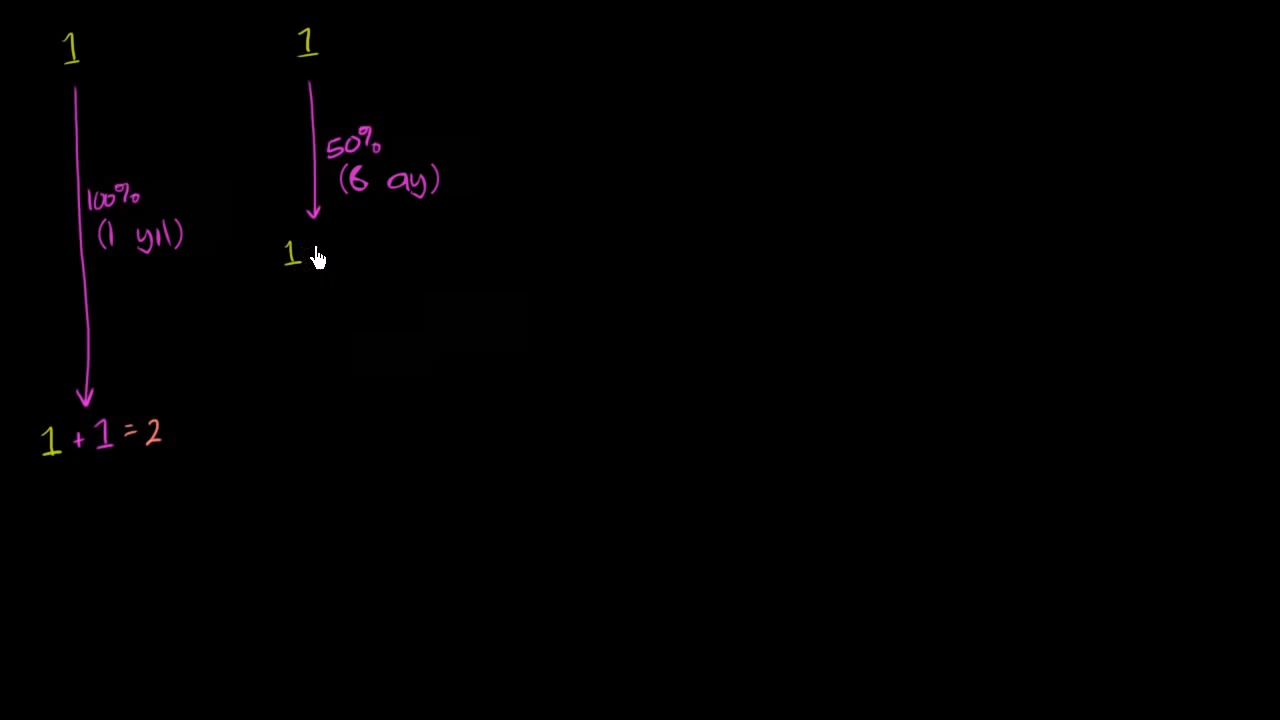 1
100%
(1 yıl)
1 + 1 = 2
1
50%
(6 ay)
1